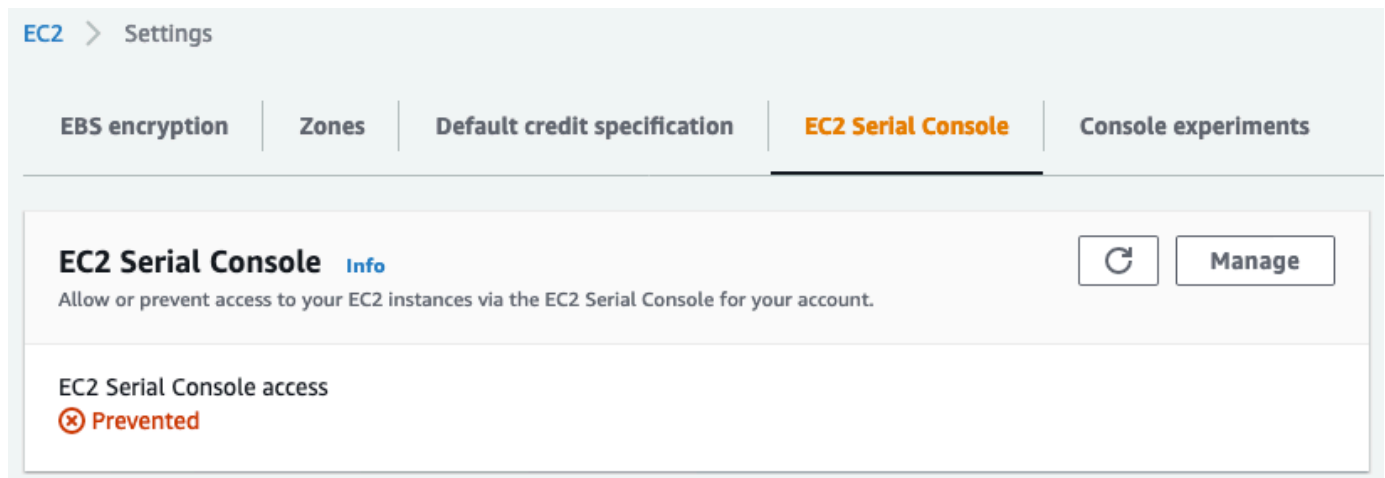 EC2 > Settings
EBS encryption Zones Default credit specification EC2 Serial Console Console experiments
EC2 Serial Console Info Manage
Allow or prevent access to your EC2 instances via the EC2 Serial Console for your account.
EC2 Serial Console access
Prevented